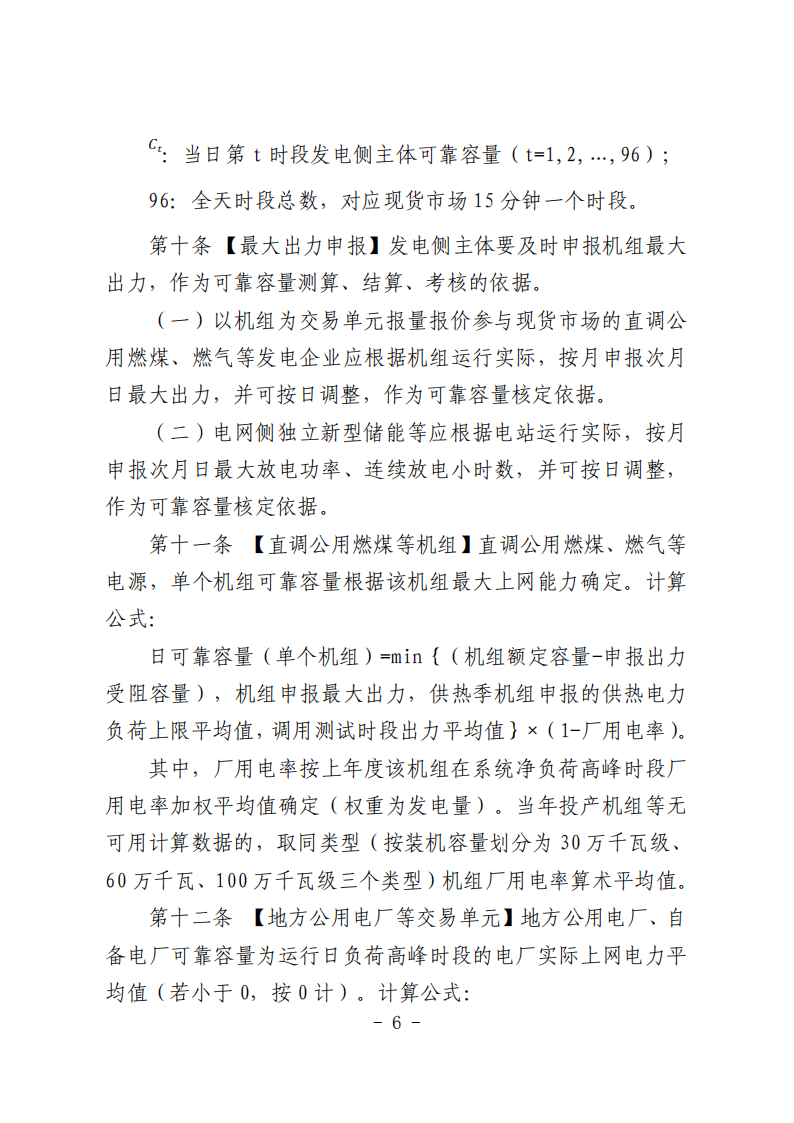 C_t：当日第 t 时段发电侧主体可靠容量（t=1,2,…,96）；
96：全天时段总数，对应现货市场 15 分钟一个时段。
第十条 【最大出力申报】发电侧主体要及时申报机组最大
出力，作为可靠容量测算、结算、考核的依据。
（一）以机组为交易单元报量报价参与现货市场的直调公
用燃煤、燃气等发电企业应根据机组运行实际，按月申报次月
日最大出力，并可按日调整，作为可靠容量核定依据。
（二）电网侧独立新型储能等应根据电站运行实际，按月
申报次月日最大放电功率、连续放电小时数，并可按日调整，
作为可靠容量核定依据。
第十一条 【直调公用燃煤等机组】直调公用燃煤、燃气等
电源，单个机组可靠容量根据该机组最大上网能力确定。计算
公式：
日可靠容量（单个机组）=min｛（机组额定容量-申报出力
受阻容量），机组申报最大出力，供热季机组申报的供热电力
负荷上限平均值，调用测试时段出力平均值｝×（1-厂用电率）。
其中，厂用电率按上年度该机组在系统净负荷高峰时段厂
用电率加权平均值确定（权重为发电量）。当年投产机组等无
可用计算数据的，取同类型（按装机容量划分为 30 万千瓦级、
60 万千瓦、100 万千瓦级三个类型）机组厂用电率算术平均值。
第十二条 【地方公用电厂等交易单元】地方公用电厂、自
备电厂可靠容量为运行日负荷高峰时段的电厂实际上网电力平
均值（若小于 0，按 0 计）。计算公式：
- 6 -